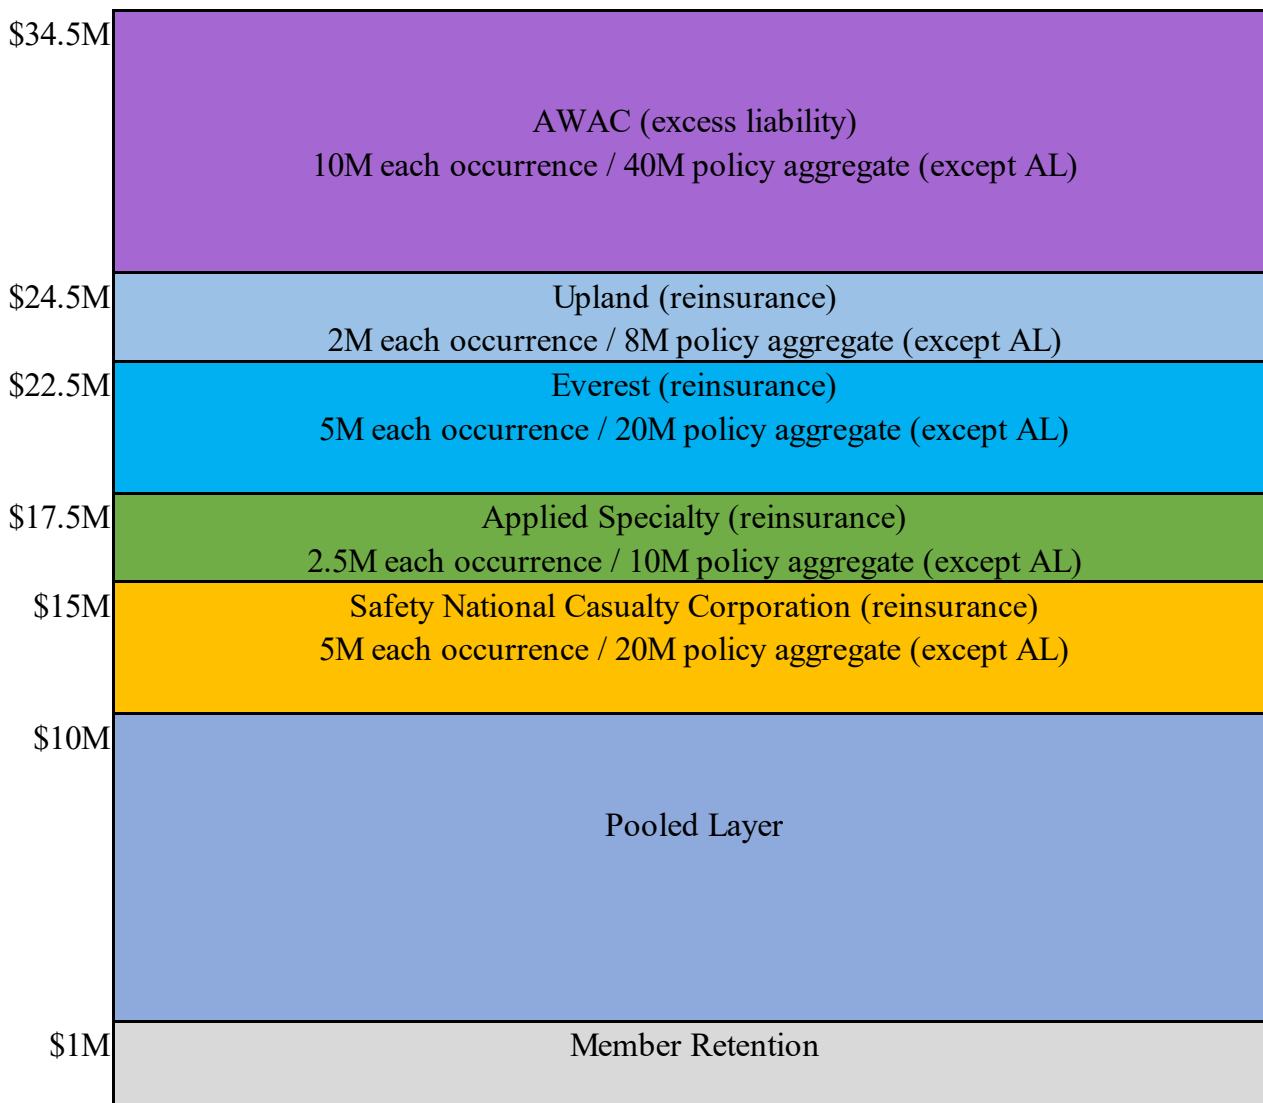 $34.5M
AWAC (excess liability)
10M each occurrence / 40M policy aggregate (except AL)
$24.5M
Upland (reinsurance)
2M each occurrence / 8M policy aggregate (except AL)
$22.5M
Everest (reinsurance)
5M each occurrence / 20M policy aggregate (except AL)
$17.5M
Applied Specialty (reinsurance)
2.5M each occurrence / 10M policy aggregate (except AL)
$15M
Safety National Casualty Corporation (reinsurance)
5M each occurrence / 20M policy aggregate (except AL)
$10M
Pooled Layer
$1M
Member Retention